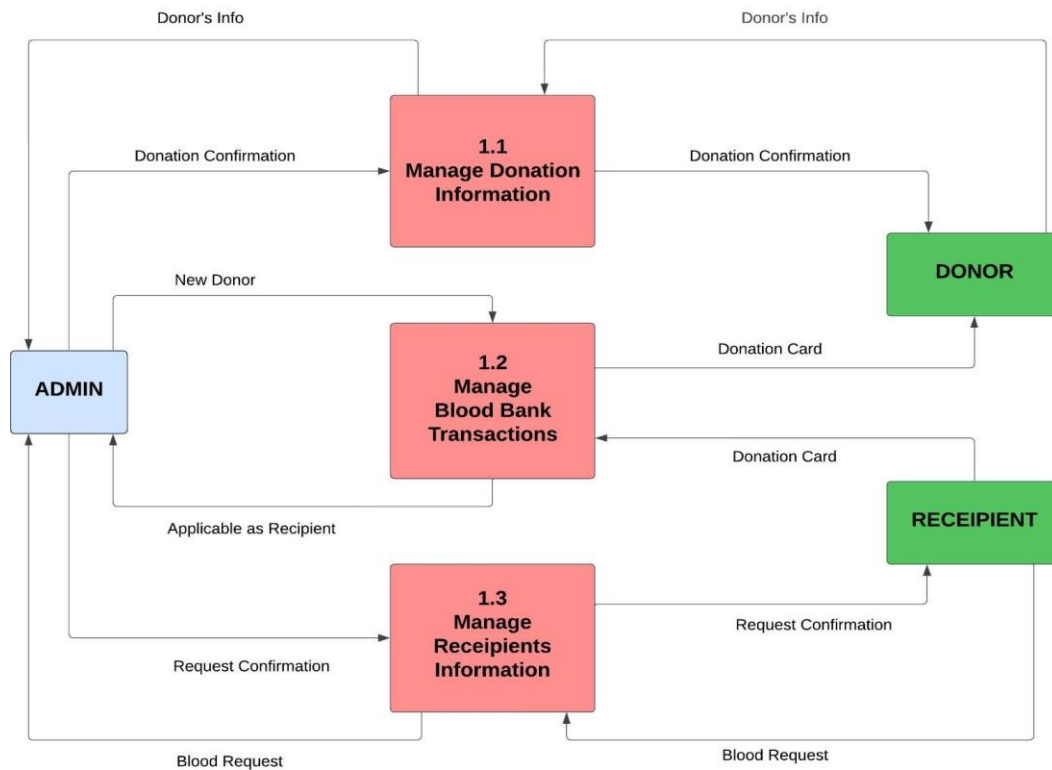 Donor's Info
Donor's Info
1.1
Manage Donation
Information
Donation Confirmation
Donation Confirmation
DONOR
New Donor
1.2
Manage
Blood Bank
Transactions
Donation Card
ADMIN
Donation Card
RECEIPIENT
Applicable as Recipient
1.3
Manage
Receipients
Information
Request Confirmation
Request Confirmation
Blood Request
Blood Request